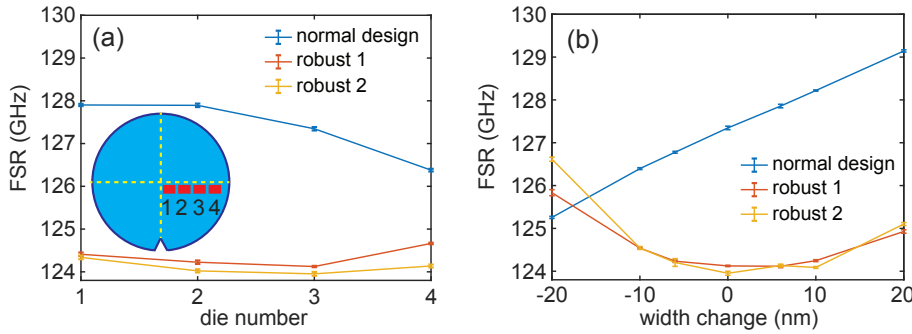 130
129
128
127
126
125
124
FSR (GHz)
(a)
normal design
robust 1
robust 2
1 2 3 4
1 2 3 4
die number
130
129
128
127
126
125
124
FSR (GHz)
(b)
normal design
robust 1
robust 2
-20 -10 0 10 20
width change (nm)